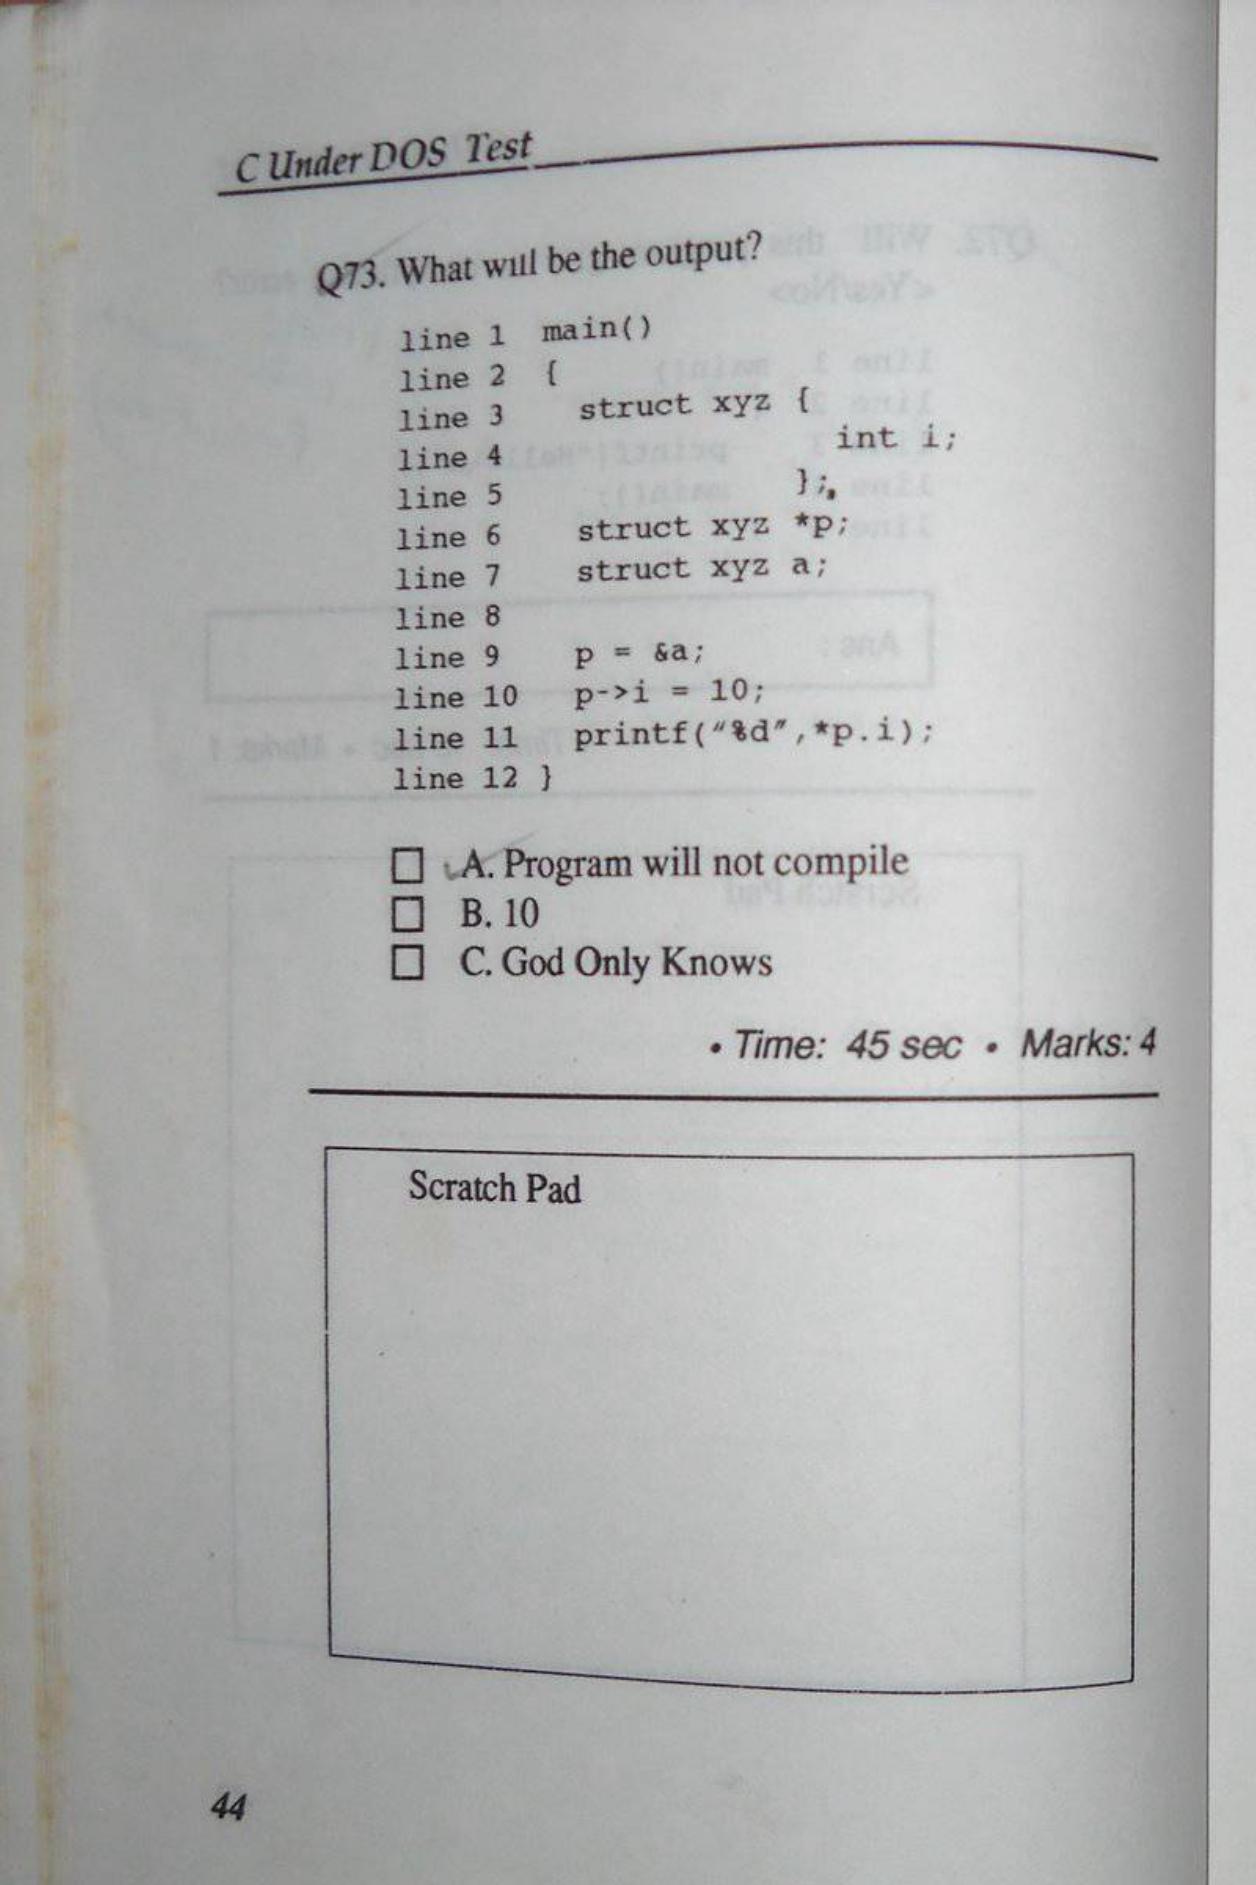 C Under DOS Test
Q73. What will be the output?
line 1 main()
line 2 {
line 3 struct xyz {
line 4 int i;
line 5 };
line 6 struct xyz *p;
line 7 struct xyz a;
line 8
line 9 p = &a;
line 10 p->i = 10;
line 11 printf("%d",*p.i);
line 12 }
A. Program will not compile
B. 10
C. God Only Knows
• Time: 45 sec • Marks: 4
Scratch Pad
44